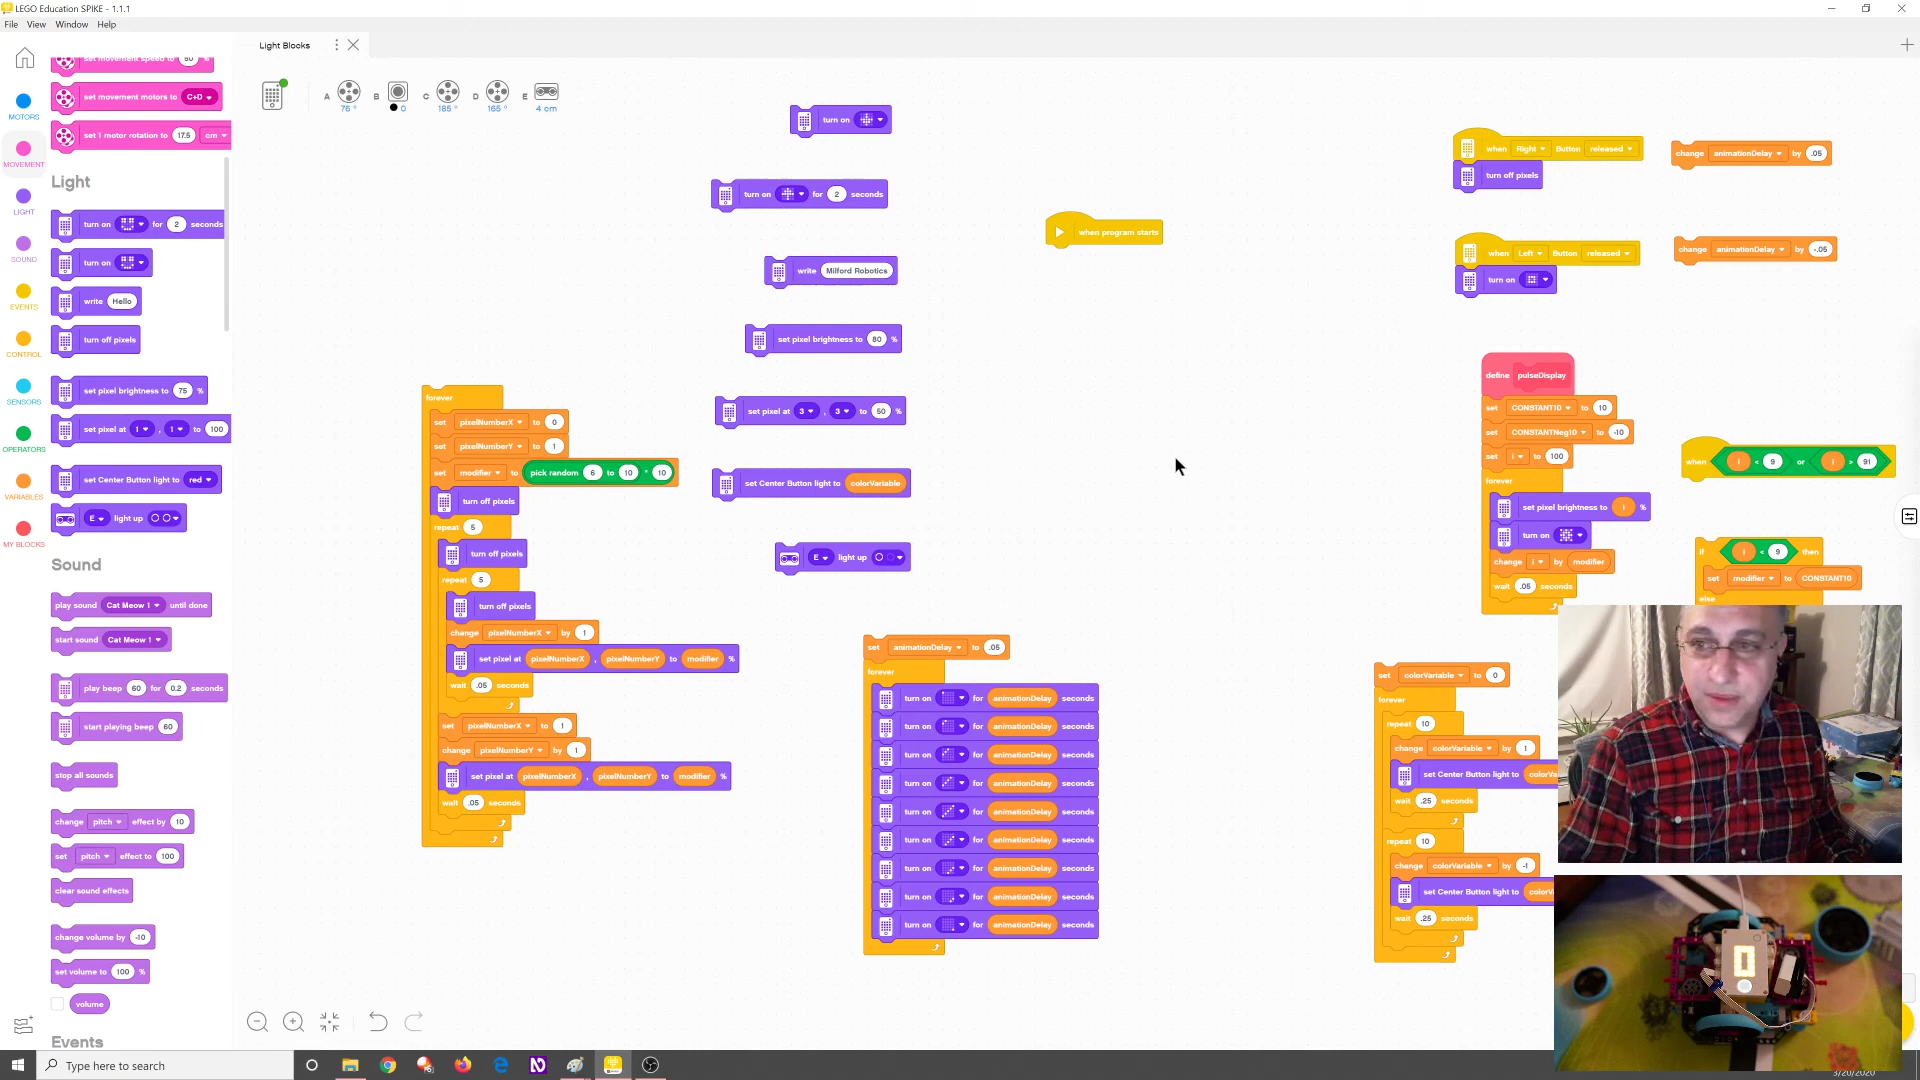 LEGO Education SPIKE - 1.1.1
File View Window Help
Light Blocks
A B C D E
76 ° 0 185 ° 165 ° 4 cm
MOTORS
MOVEMENT
LIGHT
SOUND
EVENTS
CONTROL
SENSORS
OPERATORS
VARIABLES
MY BLOCKS
set movement speed to 50 %
set movement motors to C+D
set 1 motor rotation to 17.5 cm
Light
turn on for 2 seconds
turn on
write Hello
turn off pixels
set pixel brightness to 75 %
set pixel at 1 , 1 to 100
set Center Button light to red
E light up
Sound
play sound Cat Meow 1 until done
start sound Cat Meow 1
play beep 60 for 0.2 seconds
start playing beep 60
stop all sounds
change pitch effect by 10
set pitch effect to 100
clear sound effects
change volume by -10
set volume to 100 %
volume
Events
turn on
turn on for 2 seconds
write Milford Robotics
set pixel brightness to 80 %
set pixel at 3 , 3 to 50 %
set Center Button light to colorVariable
E light up
when program starts
forever
set pixelNumberX to 0
set pixelNumberY to 1
set modifier to pick random 6 to 10 * 10
turn off pixels
repeat 5
turn off pixels
repeat 5
turn off pixels
change pixelNumberX by 1
set pixel at pixelNumberX , pixelNumberY to modifier %
wait .05 seconds
set pixelNumberX to 1
change pixelNumberY by 1
set pixel at pixelNumberX , pixelNumberY to modifier %
wait .05 seconds
set animationDelay to .05
forever
turn on for animationDelay seconds
turn on for animationDelay seconds
turn on for animationDelay seconds
turn on for animationDelay seconds
turn on for animationDelay seconds
turn on for animationDelay seconds
turn on for animationDelay seconds
turn on for animationDelay seconds
turn on for animationDelay seconds
when Right Button released
turn off pixels
change animationDelay by .05
when Left Button released
turn on
change animationDelay by -.05
define pulseDisplay
set CONSTANT10 to 10
set CONSTANTNeg10 to -10
set i to 100
forever
set pixel brightness to i %
turn on
change i by modifier
wait .05 seconds
when i < 9 or i > 91
if i < 9 then
set modifier to CONSTANT10
else
set colorVariable to 0
forever
repeat 10
change colorVariable by 1
set Center Button light to colorVa
wait .25 seconds
repeat 10
change colorVariable by -1
set Center Button light to colorV
wait .25 seconds
Type here to search
3/20/2020